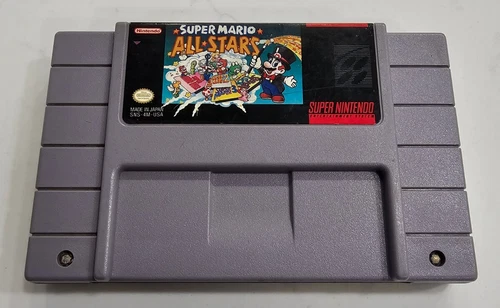 Nintendo
SUPER MARIO
ALL★STARS
MADE IN JAPAN
SNS-4M-USA
SUPER NINTENDO
ENTERTAINMENT SYSTEM